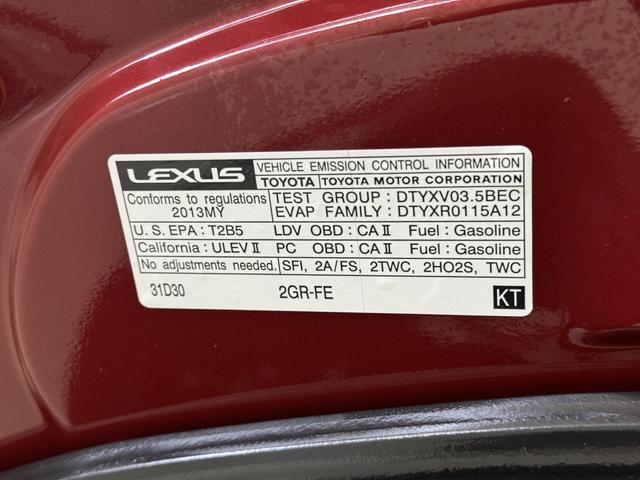 LEXUS VEHICLE EMISSION CONTROL INFORMATION
TOYOTA TOYOTA MOTOR CORPORATION
Conforms to regulations TEST GROUP : DTYXV03.5BEC
2013MY EVAP FAMILY : DTYXR0115A12
U.S. EPA : T2B5 LDV OBD : CA II Fuel : Gasoline
California : ULEV II PC OBD : CA II Fuel : Gasoline
No adjustments needed. SFI, 2A/FS, 2TWC, 2HO2S, TWC
31D30 2GR-FE KT